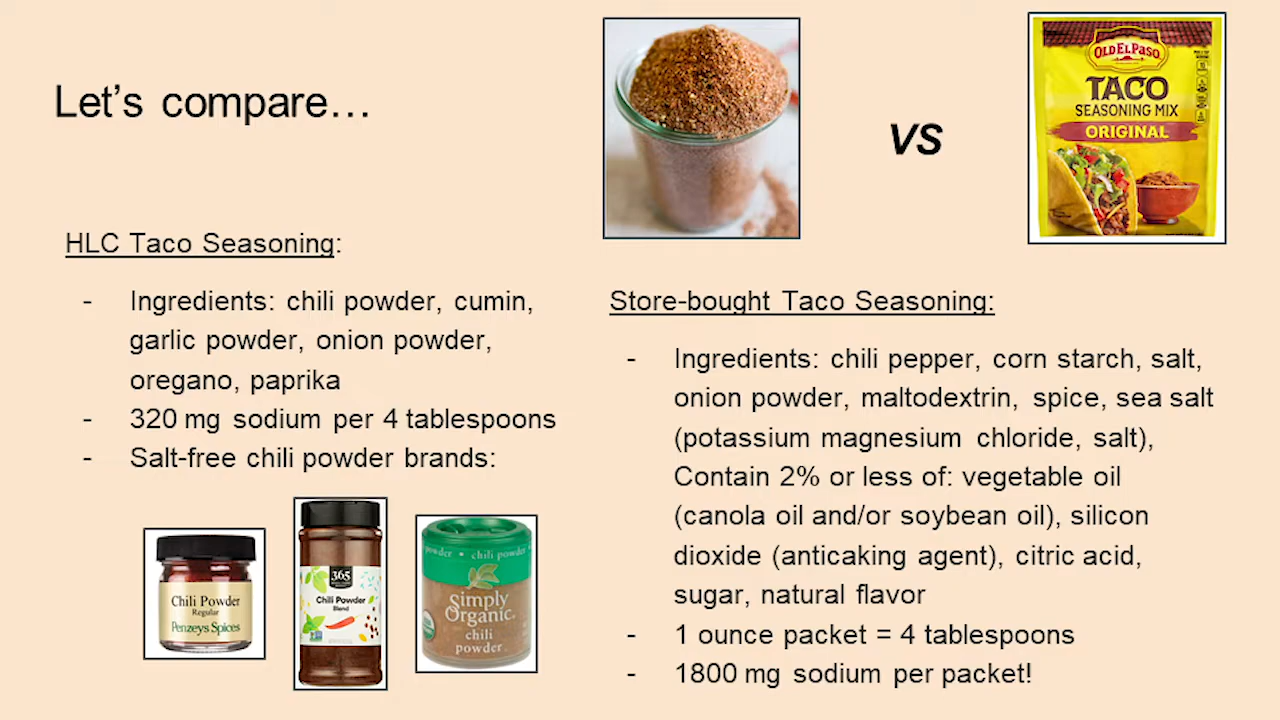 Let's compare…
VS
OLD EL PASO
TACO
SEASONING MIX
ORIGINAL
HLC Taco Seasoning:
- Ingredients: chili powder, cumin,
garlic powder, onion powder,
oregano, paprika
- 320 mg sodium per 4 tablespoons
- Salt-free chili powder brands:
Chili Powder
Regular
Penzeys Spices
365
Chili Powder
Blend
powder • chili powder
Simply
Organic
chili
powder
Store-bought Taco Seasoning:
- Ingredients: chili pepper, corn starch, salt,
onion powder, maltodextrin, spice, sea salt
(potassium magnesium chloride, salt),
Contain 2% or less of: vegetable oil
(canola oil and/or soybean oil), silicon
dioxide (anticaking agent), citric acid,
sugar, natural flavor
- 1 ounce packet = 4 tablespoons
- 1800 mg sodium per packet!